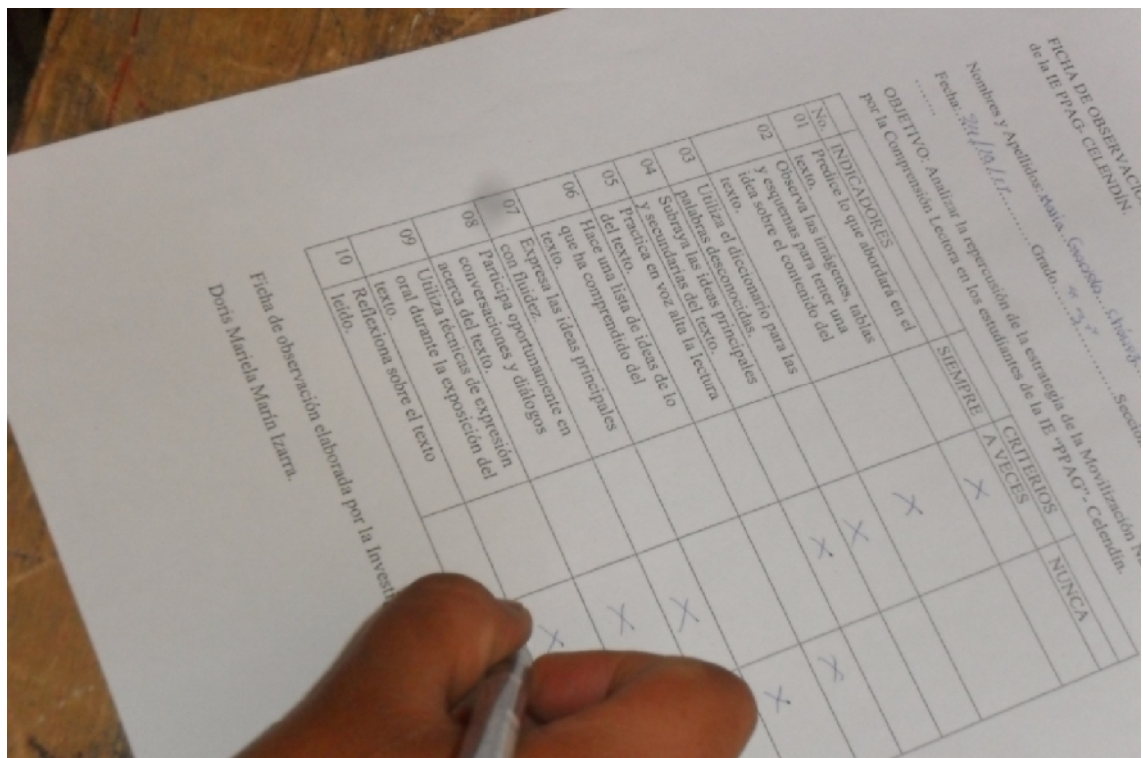 FICHA DE OBSERVACI
de la IE PPAG- CELENDÍN.
Nombres y Apellidos: María
Fecha: Grado Secció
OBJETIVO: Analizar la repercusión de la estrategia de la Movilización
por la Comprensión Lectora en los estudiantes de la IE "PPAG"- Celendín.
No. INDICADORES CRITERIOS
SIEMPRE A VECES NUNCA
01 Predice lo que abordará en el
texto. X
02 Observa las imágenes, tablas
y esquemas para tener una
idea sobre el contenido del
texto. X
03 Utiliza el diccionario para las
palabras desconocidas. X
04 Subraya las ideas principales
y secundarias del texto. X
05 Practica en voz alta la lectura
del texto. X
06 Hace una lista de ideas de lo
que ha comprendido del
texto. X
07 Expresa las ideas principales
con fluidez. X
08 Participa oportunamente en
conversaciones y diálogos
acerca del texto. X
09 Utiliza técnicas de expresión
oral durante la exposición del
texto. X
10 Reflexiona sobre el texto
leído.
Ficha de observación elaborada por la Investi
Doris Mariela Marín Izarra.